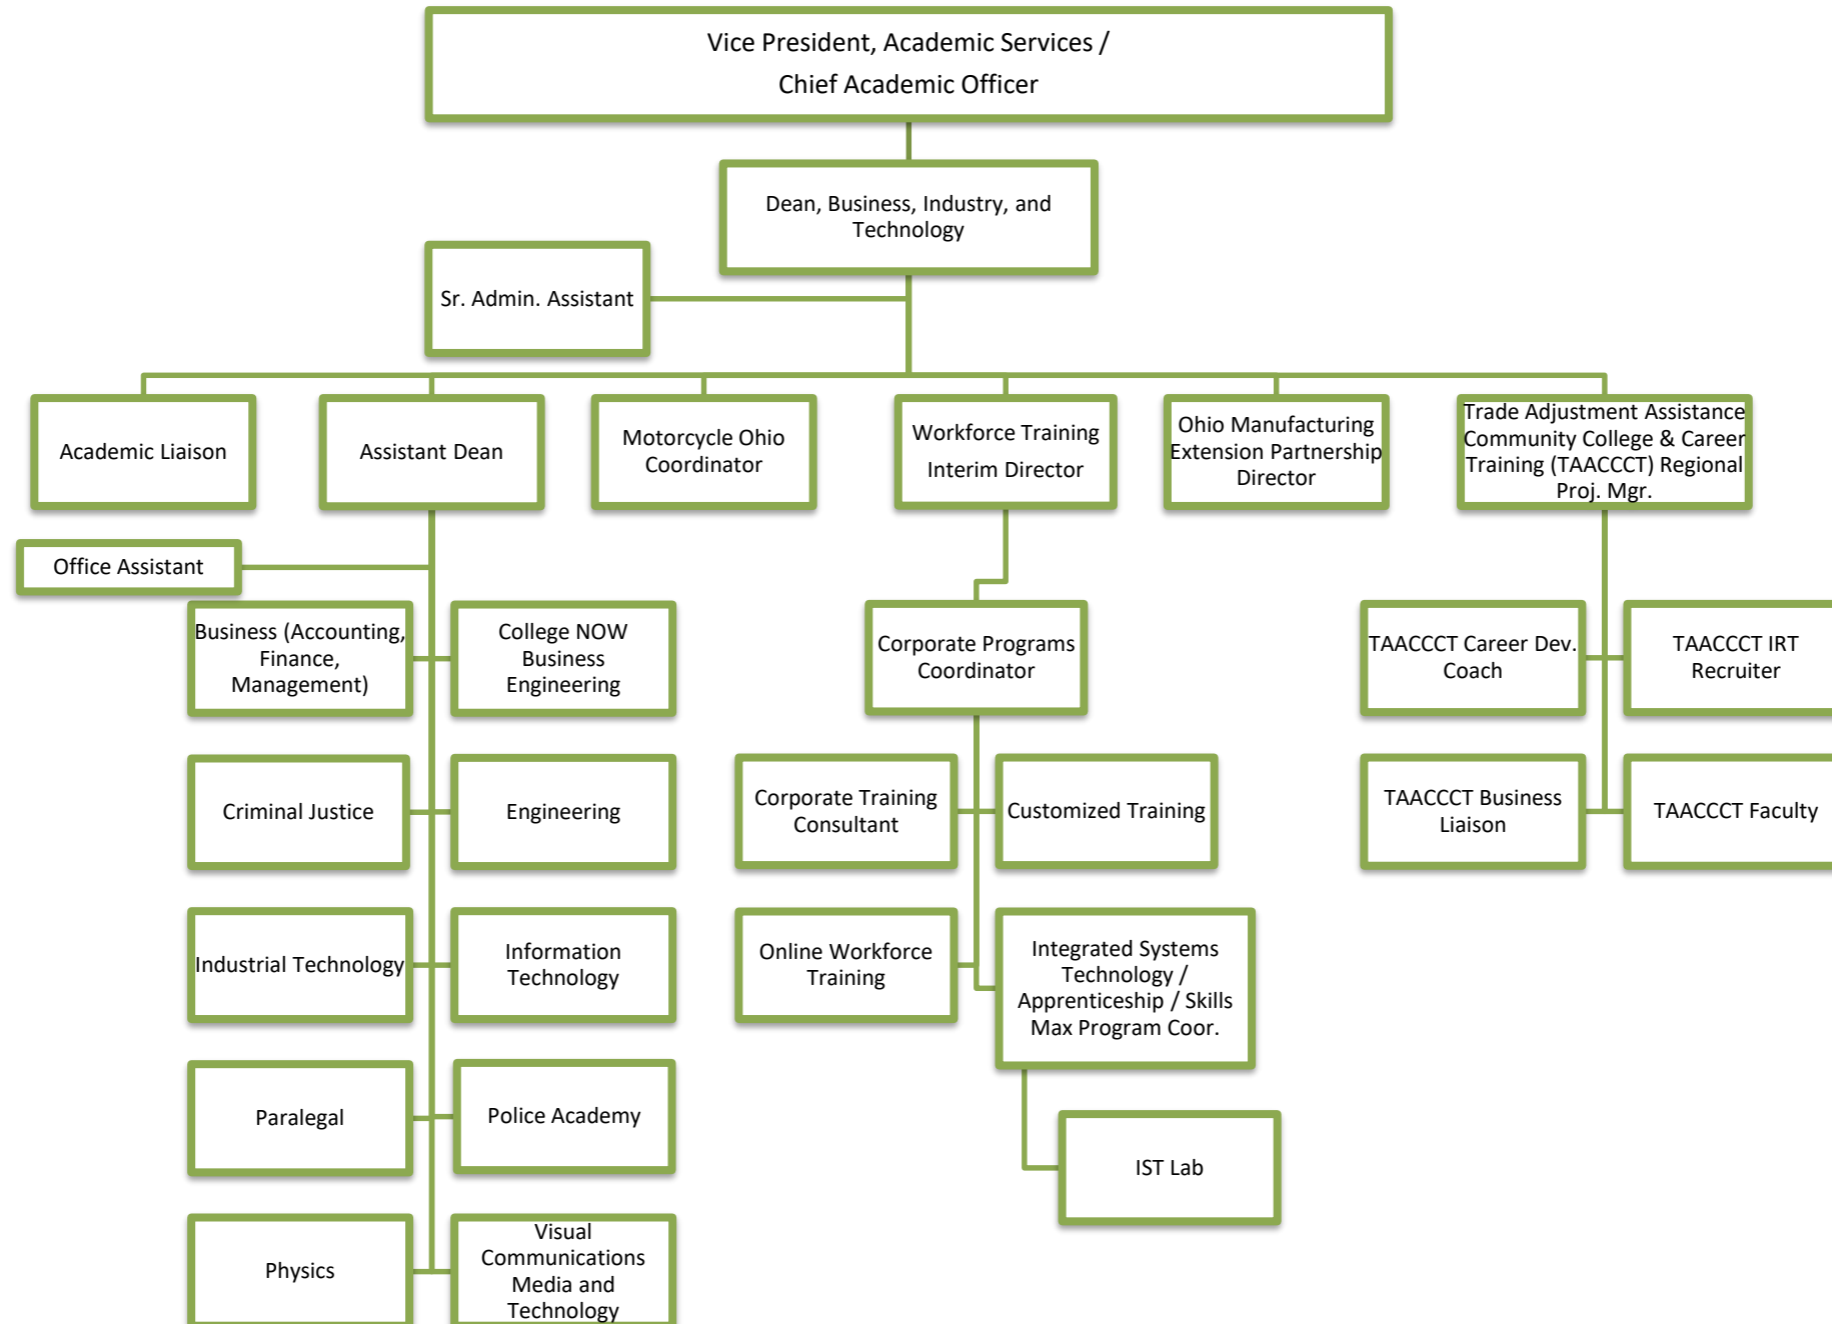 Vice President, Academic Services /
Chief Academic Officer
Dean, Business, Industry, and
Technology
Sr. Admin. Assistant
Academic Liaison
Assistant Dean
Motorcycle Ohio
Coordinator
Workforce Training
Interim Director
Ohio Manufacturing
Extension Partnership
Director
Trade Adjustment Assistance
Community College & Career
Training (TAACCCT) Regional
Proj. Mgr.
Office Assistant
Business (Accounting,
Finance,
Management)
College NOW
Business
Engineering
Corporate Programs
Coordinator
TAACCCT Career Dev.
Coach
TAACCCT IRT
Recruiter
Criminal Justice
Engineering
Corporate Training
Consultant
Customized Training
TAACCCT Business
Liaison
TAACCCT Faculty
Industrial Technology
Information
Technology
Online Workforce
Training
Integrated Systems
Technology /
Apprenticeship / Skills
Max Program Coor.
Paralegal
Police Academy
IST Lab
Physics
Visual
Communications
Media and
Technology